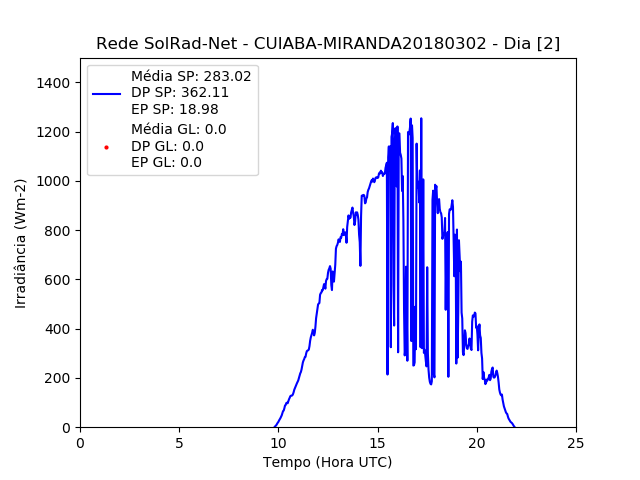 Rede SolRad-Net - CUIABA-MIRANDA20180302 - Dia [2]
Média SP: 283.02
DP SP: 362.11
EP SP: 18.98
Média GL: 0.0
DP GL: 0.0
EP GL: 0.0
Irradiância (Wm-2)
1400
1200
1000
800
600
400
200
0
0 5 10 15 20 25
Tempo (Hora UTC)